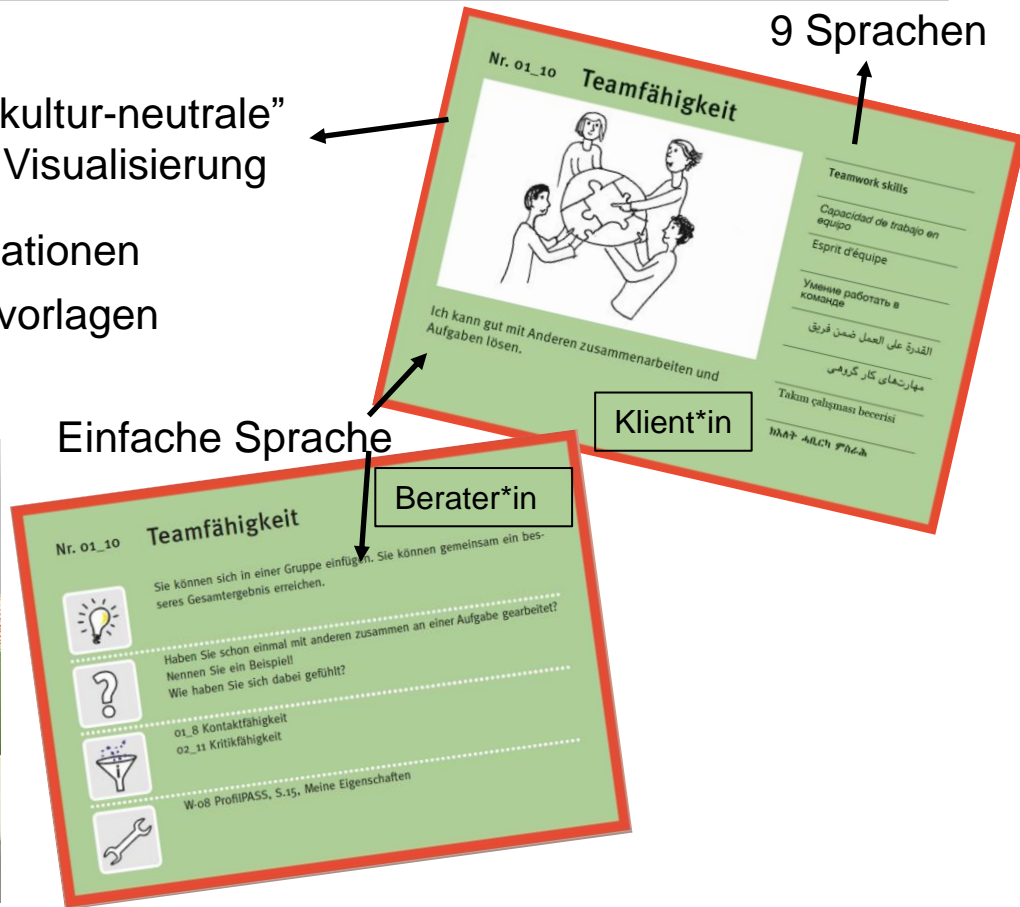 9 Sprachen
kultur-neutrale”
Visualisierung
ationen
vorlagen
Einfache Sprache
Nr. 01_10 Teamfähigkeit
Ich kann gut mit Anderen zusammenarbeiten und
Aufgaben lösen.
Teamwork skills
Capacidad de trabajo en
equipo
Esprit d'équipe
Умение работать в
команде
القدرة على العمل ضمن فريق
مهارت‌های کار گروهی
Takım çalışması becerisi
ክእለት ሓቢርካ ምስራሕ
Klient*in
Berater*in
Nr. 01_10 Teamfähigkeit
Sie können sich in einer Gruppe einfügen. Sie können gemeinsam ein bes-
seres Gesamtergebnis erreichen.
Haben Sie schon einmal mit anderen zusammen an einer Aufgabe gearbeitet?
Nennen Sie ein Beispiel!
Wie haben Sie sich dabei gefühlt?
01_8 Kontaktfähigkeit
02_11 Kritikfähigkeit
W-08 ProfilPASS, S.15, Meine Eigenschaften